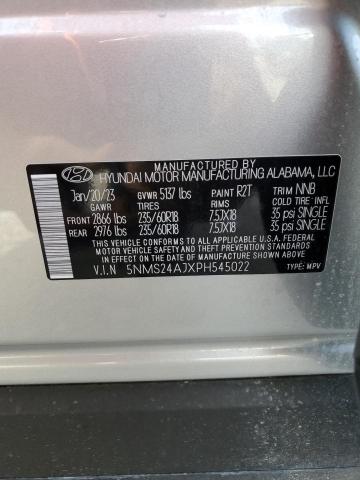 MANUFACTURED BY
HYUNDAI MOTOR MANUFACTURING ALABAMA, LLC
Jan/20/23 GVWR 5137 lbs PAINT R2T TRIM NNB
GAWR TIRES RIMS COLD TIRE INFL
FRONT 2866 lbs 235/60R18 7.5JX18 35 psi SINGLE
REAR 2976 lbs 235/60R18 7.5JX18 35 psi SINGLE
THIS VEHICLE CONFORMS TO ALL APPLICABLE U.S.A. FEDERAL
MOTOR VEHICLE SAFETY, BUMPER, AND THEFT PREVENTION
STANDARDS IN EFFECT ON THE DATE OF MANUFACTURE SHOWN ABOVE.
V.I.N 5NMS24AJXPH545022 TYPE: MPV